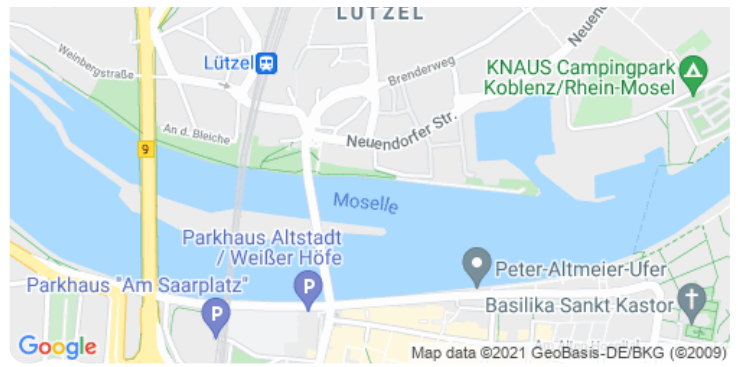 LÜTZEL
Neuendo
Weinbergstraße
Lützel
Brenderweg
KNAUS Campingpark
Koblenz/Rhein-Mosel
An d. Bleiche
Neuendorfer Str.
9
Moselle
Parkhaus Altstadt
/ Weißer Höfe
Peter-Altmeier-Ufer
Parkhaus "Am Saarplatz"
P
Basilika Sankt Kastor
P
Google
Map data ©2021 GeoBasis-DE/BKG (©2009)